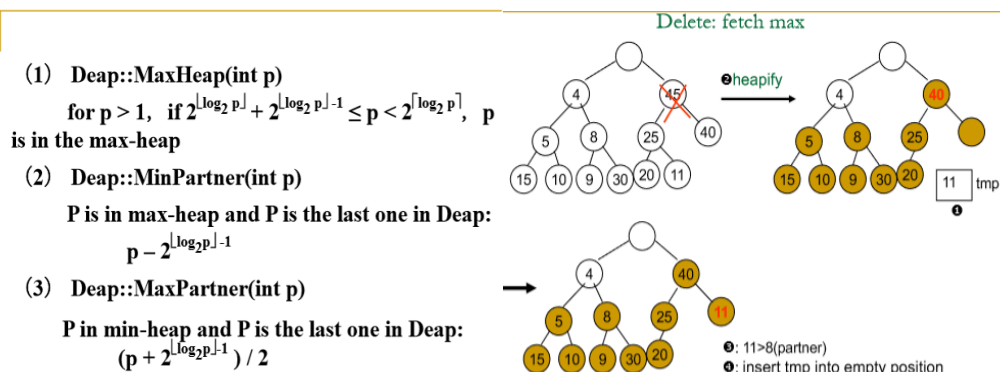 (1) Deap::MaxHeap(int p)
for p > 1, if 2^⌊log₂ p⌋ + 2^⌊log₂ p⌋-1 ≤ p < 2^⌈log₂ p⌉, p
is in the max-heap
(2) Deap::MinPartner(int p)
P is in max-heap and P is the last one in Deap:
p – 2^⌊log₂p⌋-1
(3) Deap::MaxPartner(int p)
P in min-heap and P is the last one in Deap:
(p + 2^⌊log₂p⌋-1) / 2
Delete: fetch max
4 45
5 8 25 40
15 10 9 30 20 11
❷heapify
4 40
5 8 25
15 10 9 30 20
11 tmp
❶
4 40
5 8 25 11
15 10 9 30 20
❸: 11>8(partner)
❹: insert tmp into empty position